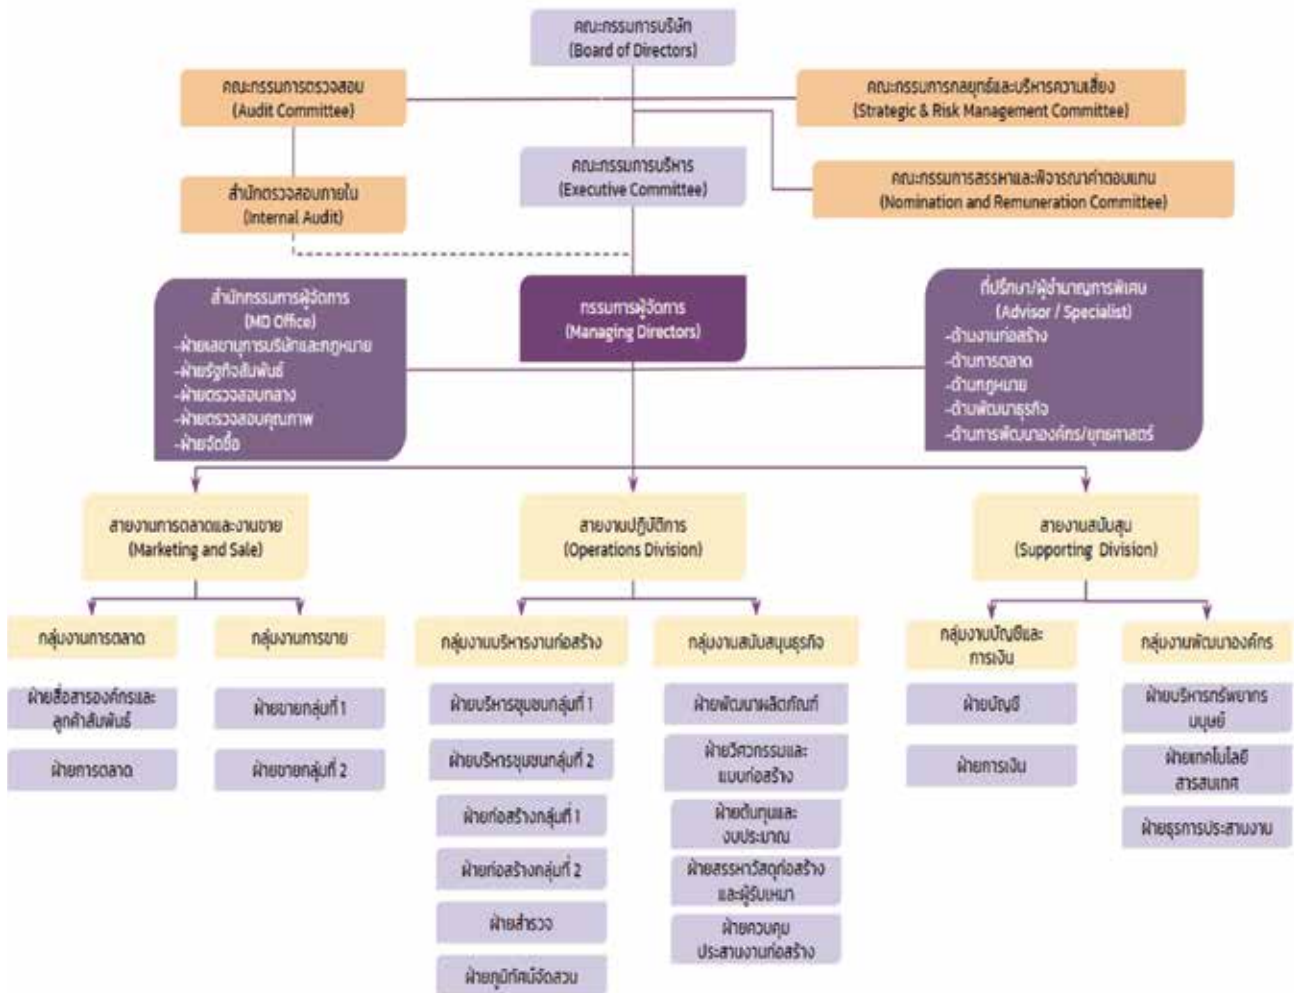 คณะกรรมการบริษัท
(Board of Directors)
คณะกรรมการตรวจสอบ
(Audit Committee)
คณะกรรมการกลยุทธ์และบริหารความเสี่ยง
(Strategic & Risk Management Committee)
คณะกรรมการบริหาร
(Executive Committee)
สำนักตรวจสอบภายใน
(Internal Audit)
คณะกรรมการสรรหาและพิจารณาค่าตอบแทน
(Nomination and Remuneration Committee)
สำนักกรรมการผู้จัดการ
(MD Office)
-ฝ่ายเลขานุการบริษัทและกฎหมาย
-ฝ่ายรัฐกิจสัมพันธ์
-ฝ่ายตรวจสอบกลาง
-ฝ่ายตรวจสอบคุณภาพ
-ฝ่ายจัดซื้อ
กรรมการผู้จัดการ
(Managing Directors)
ที่ปรึกษา/ผู้ชำนาญการพิเศษ
(Advisor / Specialist)
-ด้านงานก่อสร้าง
-ด้านการตลาด
-ด้านกฎหมาย
-ด้านพัฒนาธุรกิจ
-ด้านการพัฒนาองค์กร/ยุทธศาสตร์
สายงานการตลาดและงานขาย
(Marketing and Sale)
สายงานปฏิบัติการ
(Operations Division)
สายงานสนับสุน
(Supporting Division)
กลุ่มงานการตลาด
กลุ่มงานการขาย
กลุ่มงานบริหารงานก่อสร้าง
กลุ่มงานสนับสนุนธุรกิจ
กลุ่มงานบัญชีและ
การเงิน
กลุ่มงานพัฒนาองค์กร
ฝ่ายสื่อสารองค์กรและ
ลูกค้าสัมพันธ์
ฝ่ายการตลาด
ฝ่ายขายกลุ่มที่ 1
ฝ่ายขายกลุ่มที่ 2
ฝ่ายบริหารชุมชนกลุ่มที่ 1
ฝ่ายบริหารชุมชนกลุ่มที่ 2
ฝ่ายก่อสร้างกลุ่มที่ 1
ฝ่ายก่อสร้างกลุ่มที่ 2
ฝ่ายสำรวจ
ฝ่ายภูมิทัศน์จัดสวน
ฝ่ายพัฒนาผลิตภัณฑ์
ฝ่ายวิศวกรรมและ
แบบก่อสร้าง
ฝ่ายต้นทุนและ
งบประมาณ
ฝ่ายสรรหาวัสดุก่อสร้าง
และผู้รับเหมา
ฝ่ายควบคุม
ประสานงานก่อสร้าง
ฝ่ายบัญชี
ฝ่ายการเงิน
ฝ่ายบริหารทรัพยากร
มนุษย์
ฝ่ายเทคโนโลยี
สารสนเทศ
ฝ่ายธุรการประสานงาน